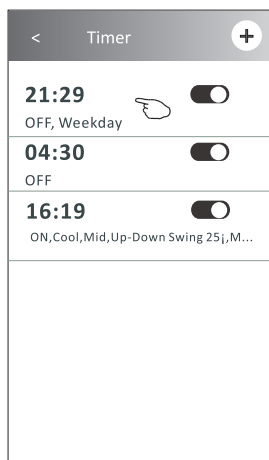 < Timer +
21:29
OFF, Weekday
04:30
OFF
16:19
ON,Cool,Mid,Up-Down Swing 25¡,M...